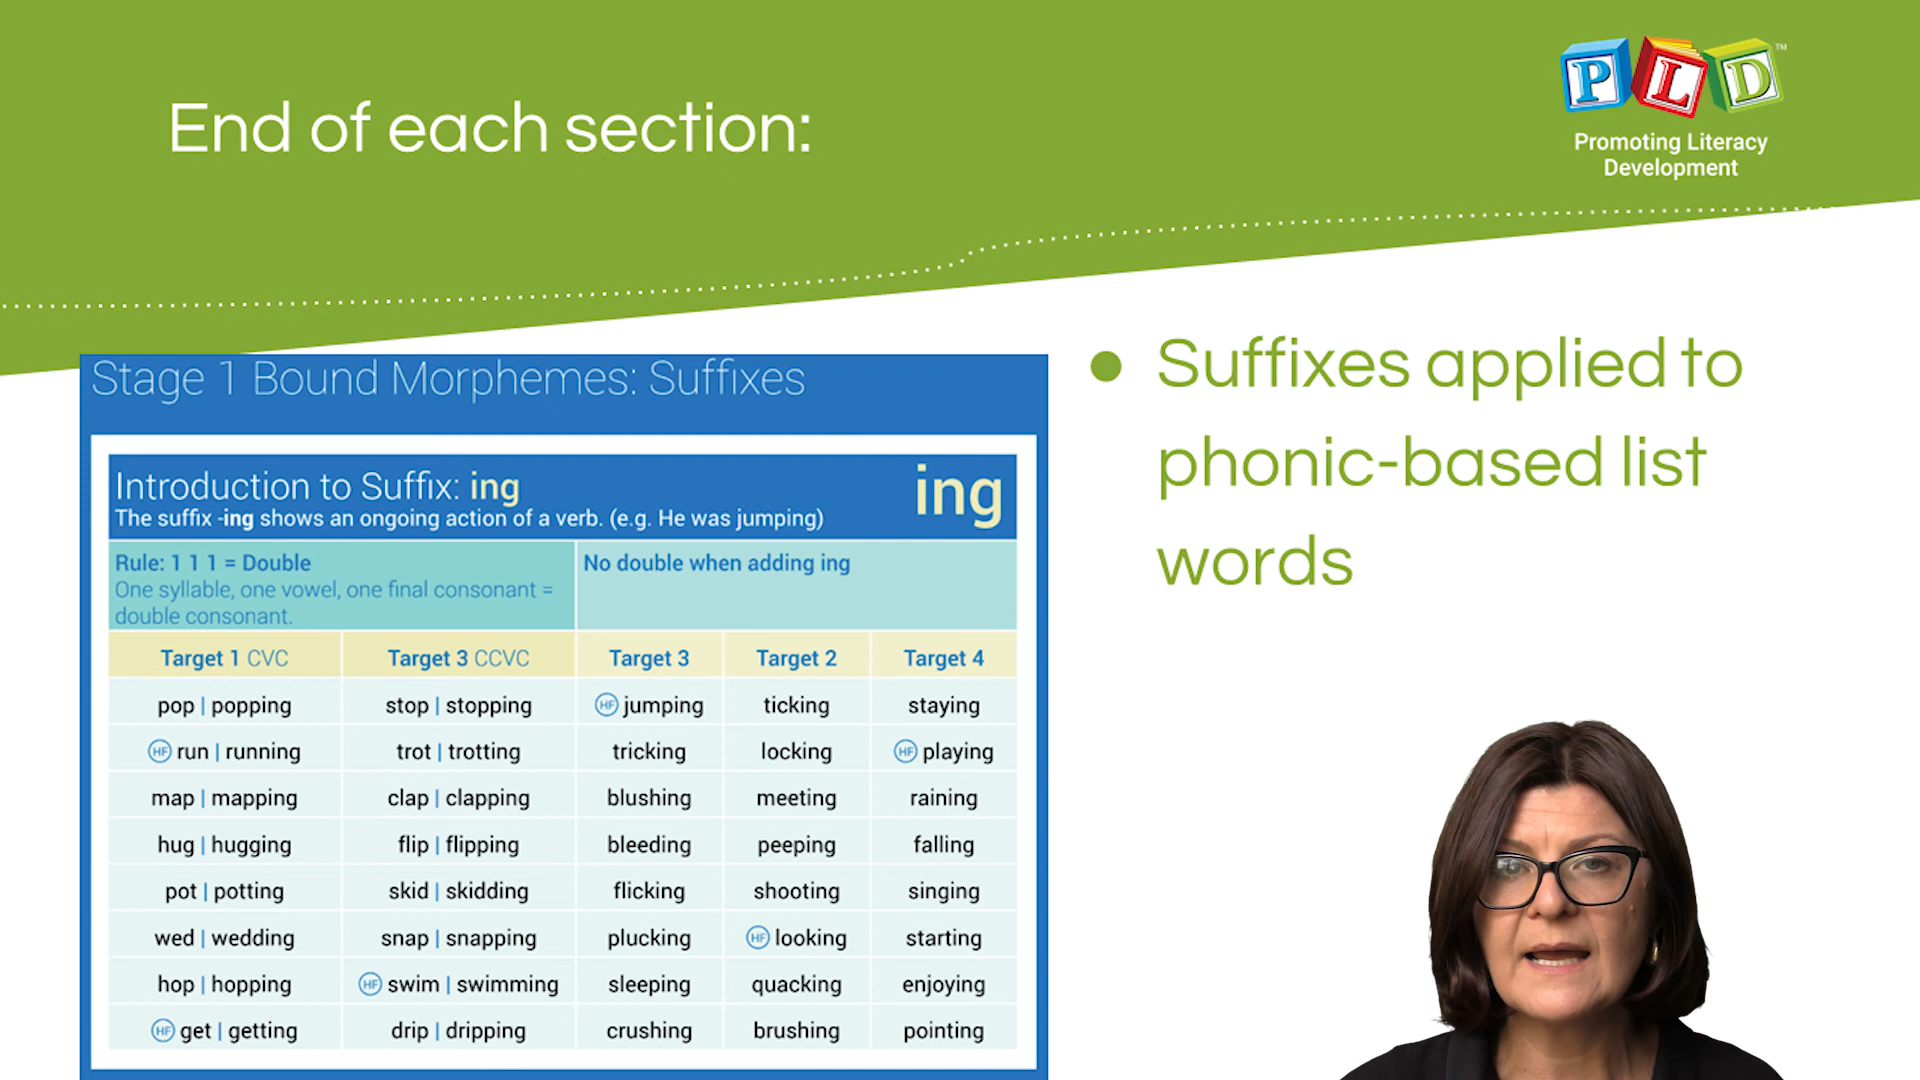 End of each section:
PLD™
Promoting Literacy
Development
Stage 1 Bound Morphemes: Suffixes
Introduction to Suffix: ing
ing
The suffix -ing shows an ongoing action of a verb. (e.g. He was jumping)
Rule: 1 1 1 = Double
One syllable, one vowel, one final consonant =
double consonant.
No double when adding ing
Target 1 CVC Target 3 CCVC Target 3 Target 2 Target 4
pop | popping stop | stopping HF jumping ticking staying
HF run | running trot | trotting tricking locking HF playing
map | mapping clap | clapping blushing meeting raining
hug | hugging flip | flipping bleeding peeping falling
pot | potting skid | skidding flicking shooting singing
wed | wedding snap | snapping plucking HF looking starting
hop | hopping HF swim | swimming sleeping quacking enjoying
HF get | getting drip | dripping crushing brushing pointing
● Suffixes applied to
phonic-based list
words